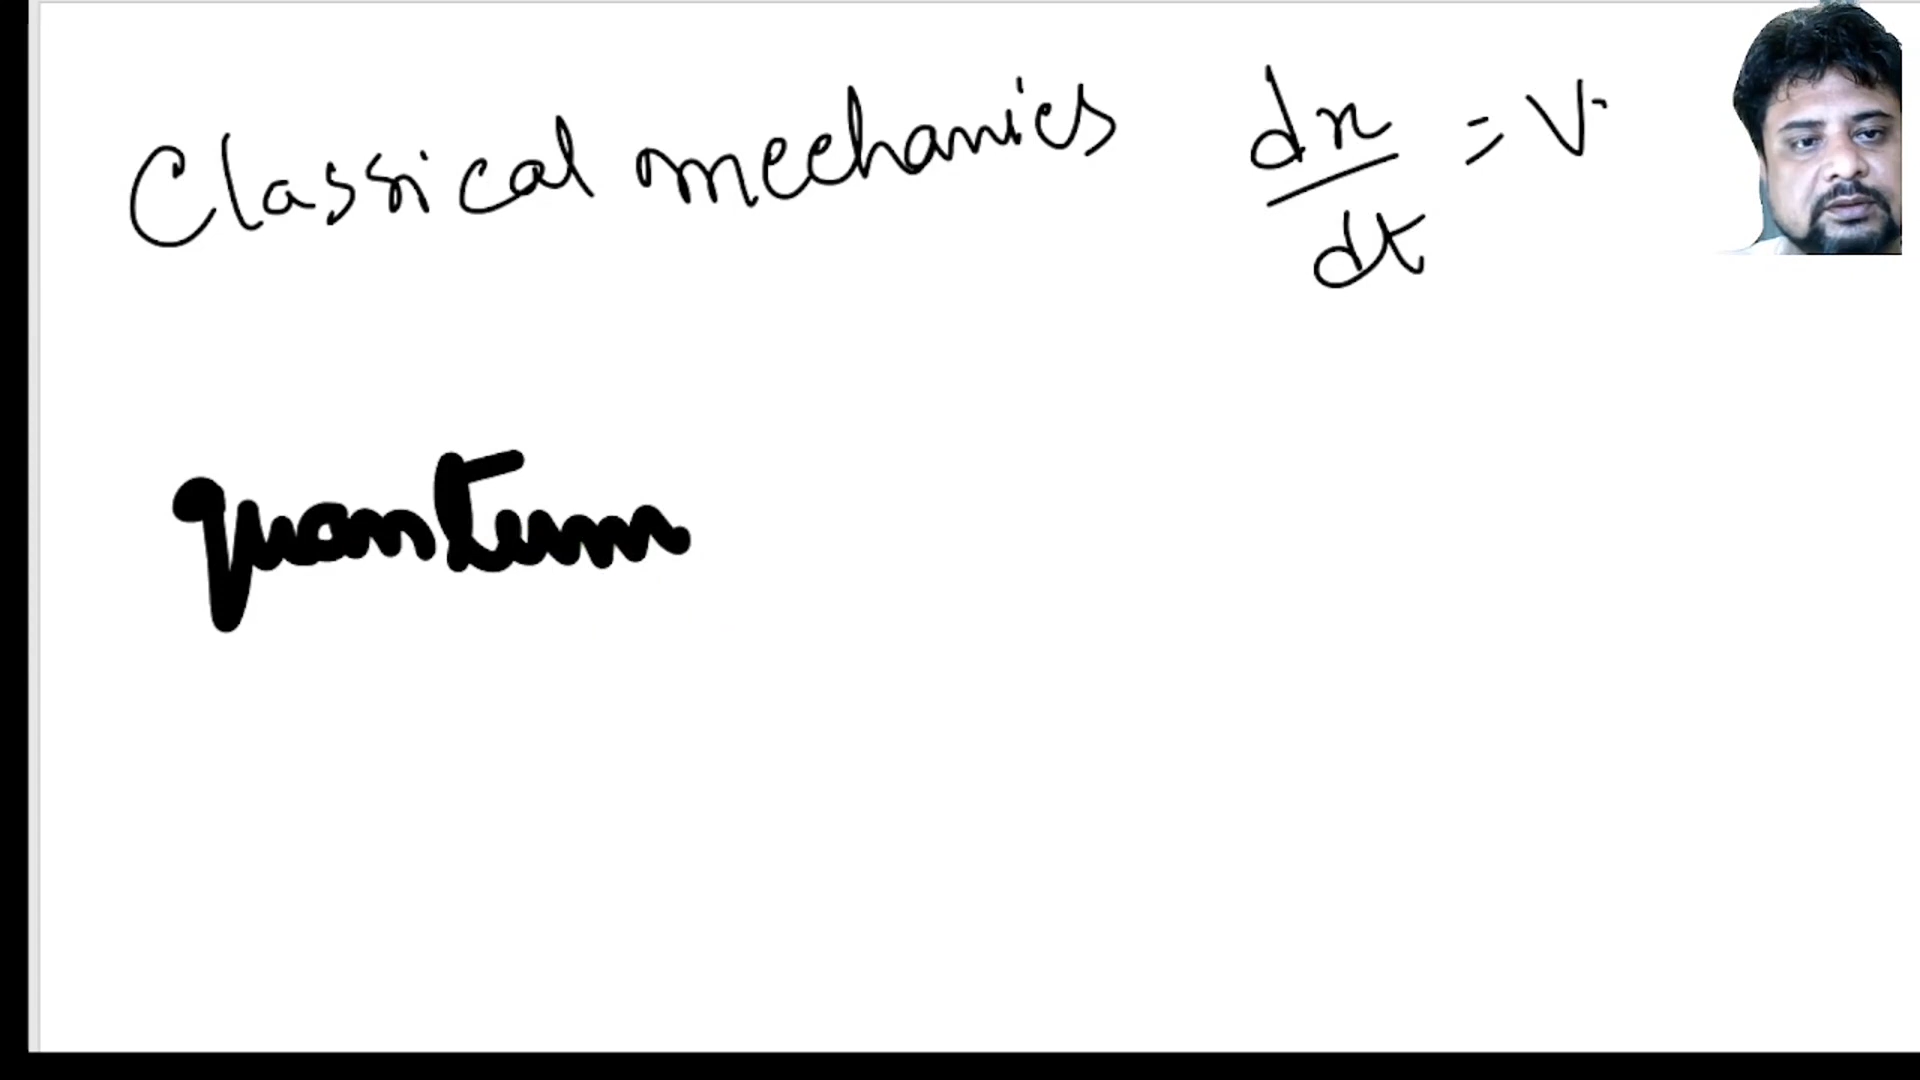 Classical mechanics dx/dt = v.
quantum